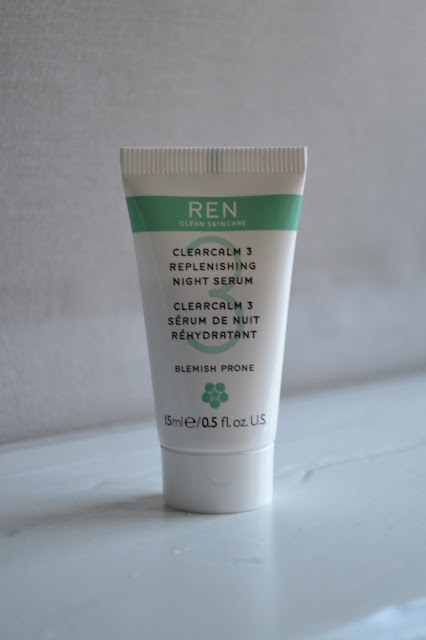 REN
CLEAN SKINCARE
3
CLEARCALM 3
REPLENISHING
NIGHT SERUM
CLEARCALM 3
SÉRUM DE NUIT
RÉHYDRATANT
BLEMISH PRONE
15ml℮/0.5 fl.oz.U.S.